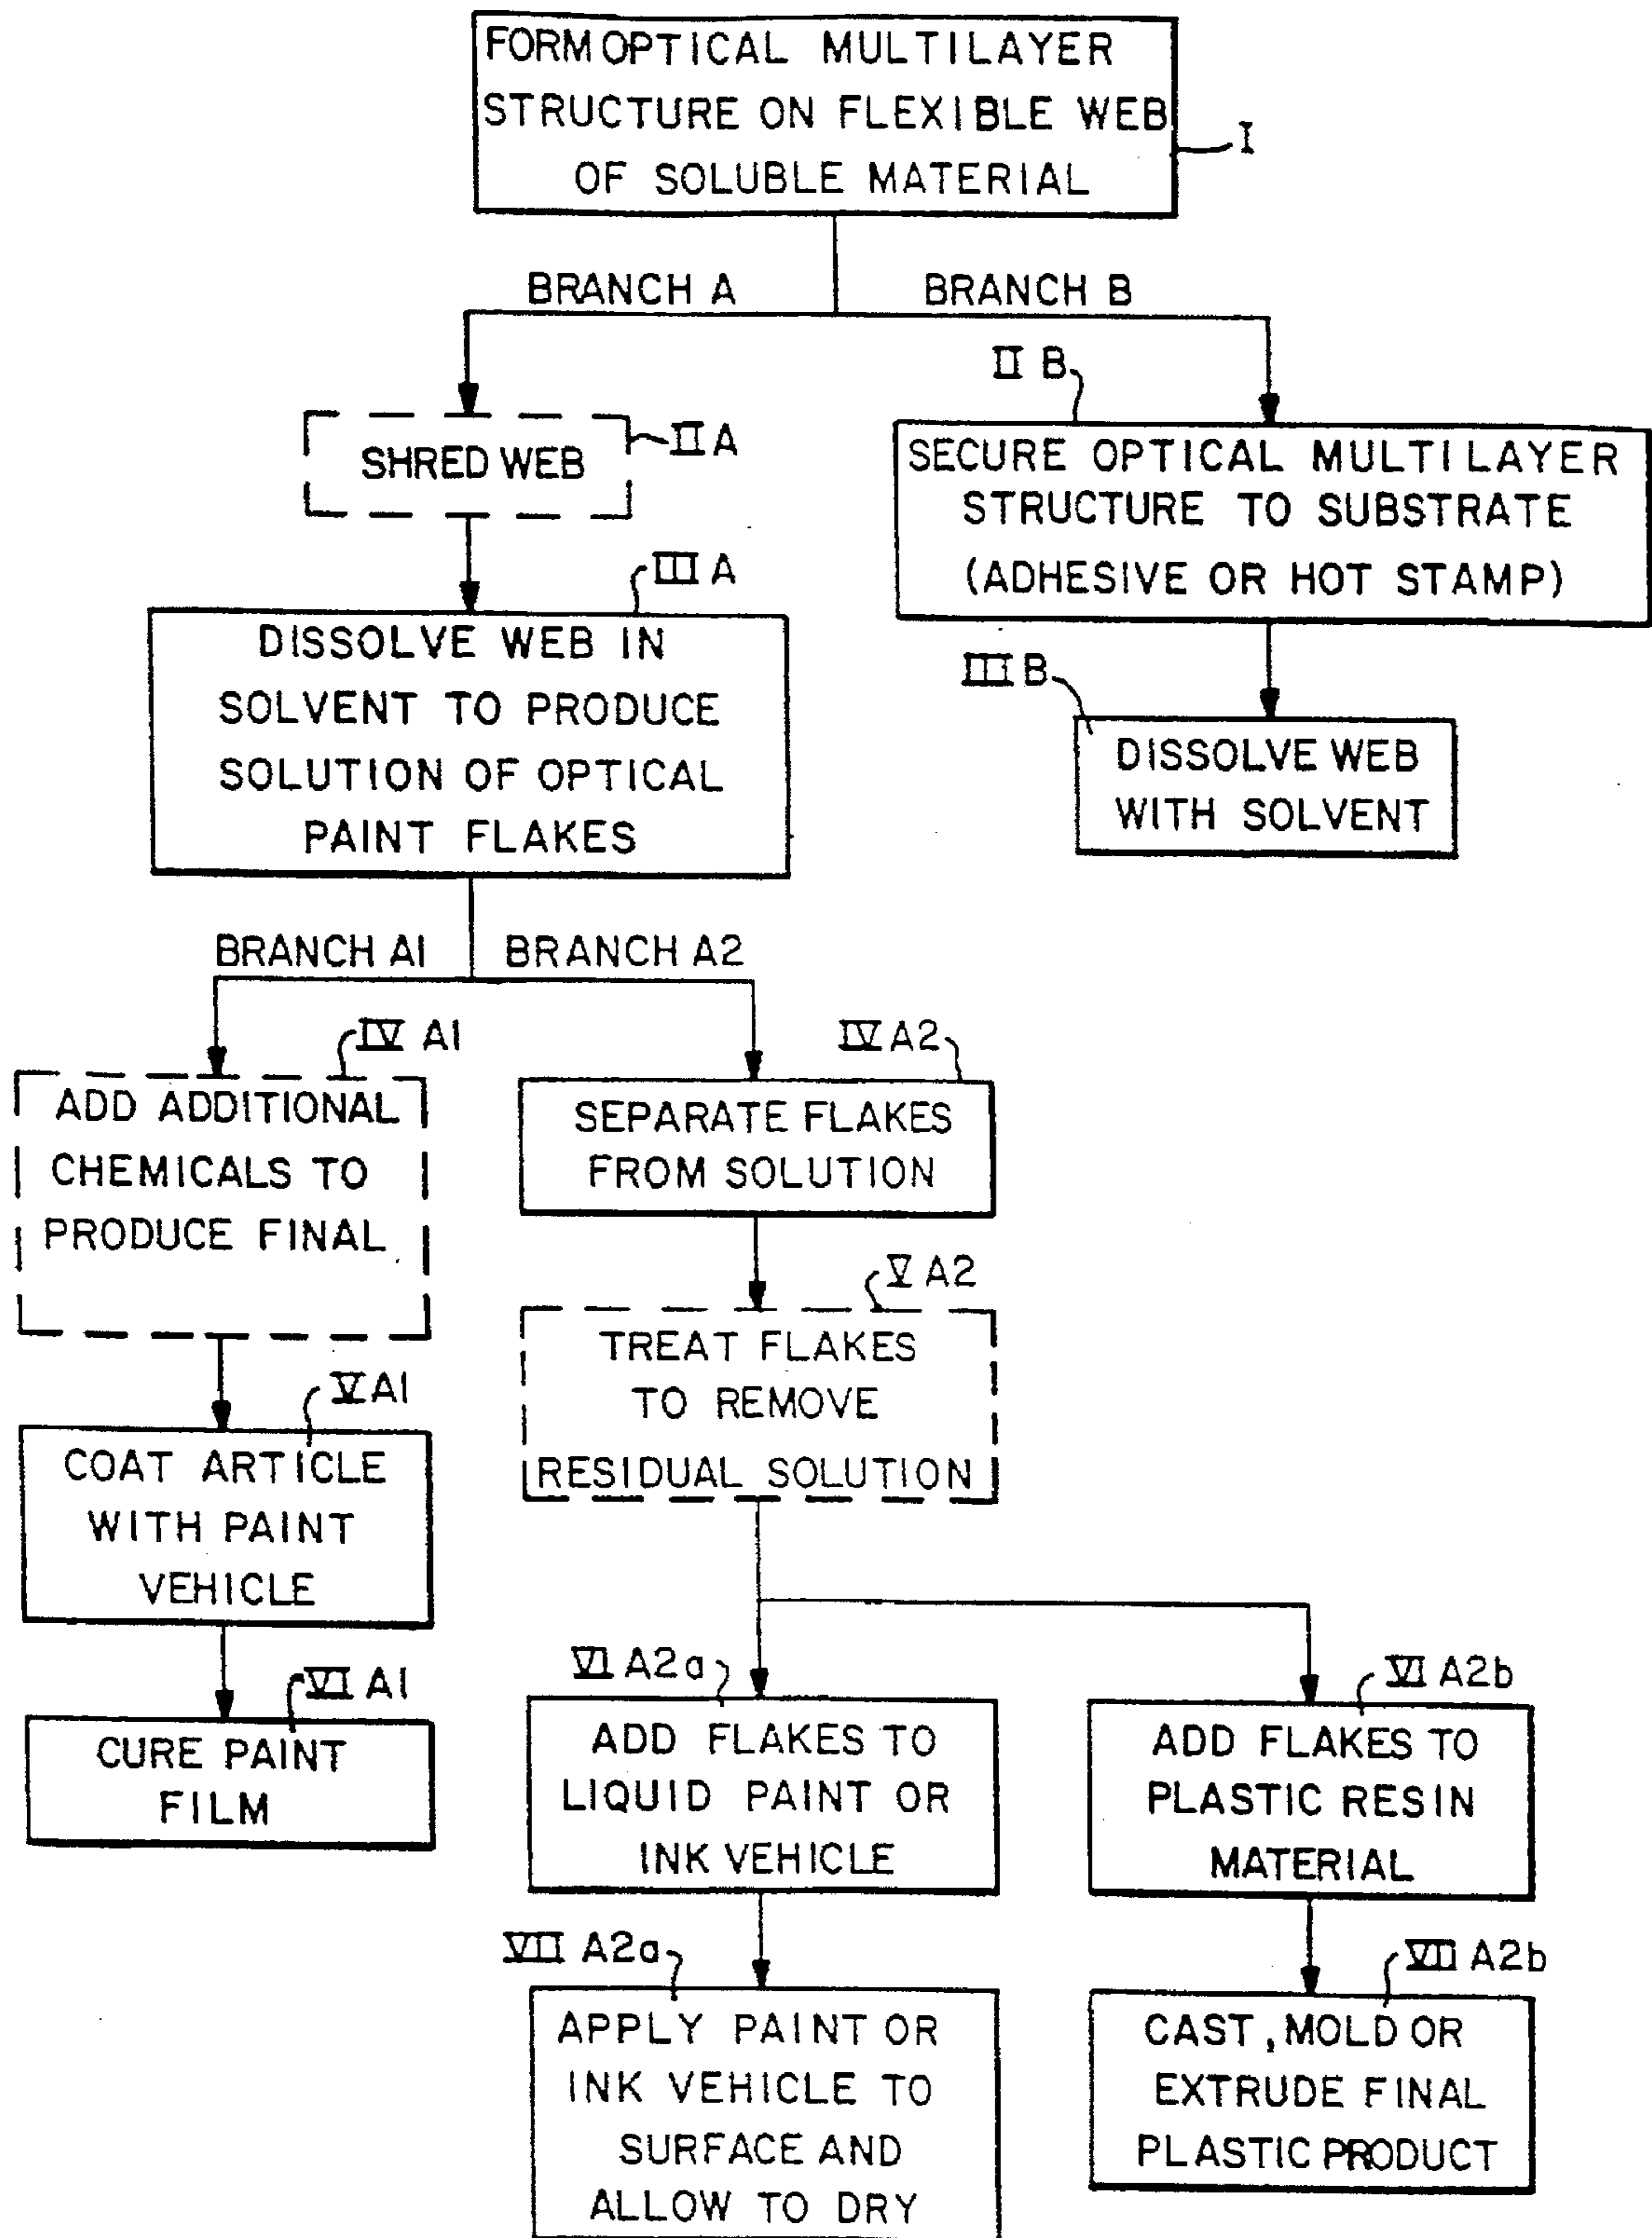 FORM OPTICAL MULTILAYER
STRUCTURE ON FLEXIBLE WEB
OF SOLUBLE MATERIAL
I
BRANCH A
BRANCH B
II A
SHRED WEB
II B
SECURE OPTICAL MULTILAYER
STRUCTURE TO SUBSTRATE
(ADHESIVE OR HOT STAMP)
III A
DISSOLVE WEB IN
SOLVENT TO PRODUCE
SOLUTION OF OPTICAL
PAINT FLAKES
III B
DISSOLVE WEB
WITH SOLVENT
BRANCH A1
BRANCH A2
IV A1
ADD ADDITIONAL
CHEMICALS TO
PRODUCE FINAL
IV A2
SEPARATE FLAKES
FROM SOLUTION
V A2
TREAT FLAKES
TO REMOVE
RESIDUAL SOLUTION
V A1
COAT ARTICLE
WITH PAINT
VEHICLE
VI A1
CURE PAINT
FILM
VI A2a
ADD FLAKES TO
LIQUID PAINT OR
INK VEHICLE
VI A2b
ADD FLAKES TO
PLASTIC RESIN
MATERIAL
VII A2a
APPLY PAINT OR
INK VEHICLE TO
SURFACE AND
ALLOW TO DRY
VII A2b
CAST, MOLD OR
EXTRUDE FINAL
PLASTIC PRODUCT